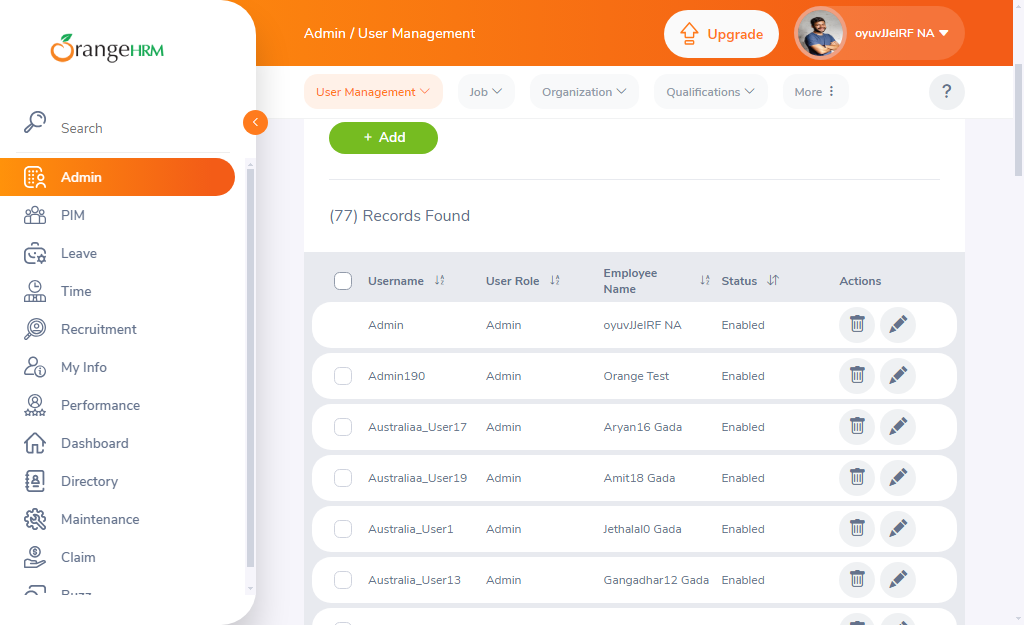 OrangeHRM
Admin / User Management
Upgrade
oyuvJJeIRF NA
User Management
Job
Organization
Qualifications
More
?
Search
Admin
PIM
Leave
Time
Recruitment
My Info
Performance
Dashboard
Directory
Maintenance
Claim
Buzz
+ Add
(77) Records Found
Username
User Role
Employee Name
Status
Actions
Admin Admin oyuvJJeIRF NA Enabled
Admin190 Admin Orange Test Enabled
Australiaa_User17 Admin Aryan16 Gada Enabled
Australiaa_User19 Admin Amit18 Gada Enabled
Australia_User1 Admin Jethalal0 Gada Enabled
Australia_User13 Admin Gangadhar12 Gada Enabled